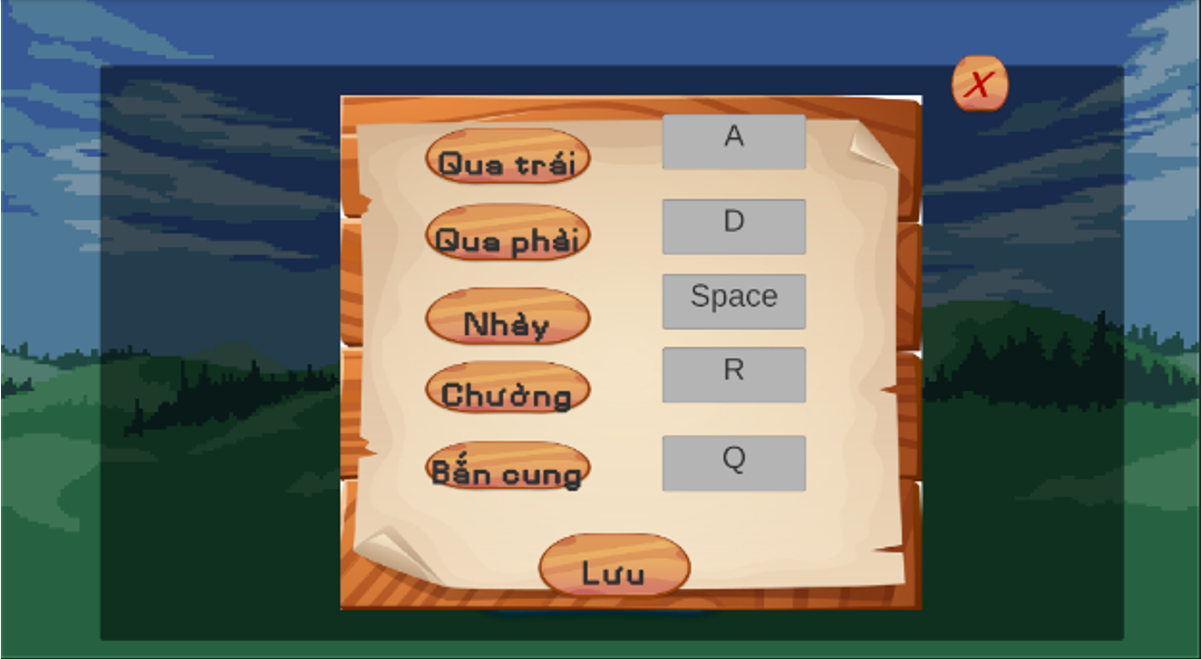 X
Qua trái
A
Qua phải
D
Nhảy
Space
Chưởng
R
Bắn cung
Q
Lưu